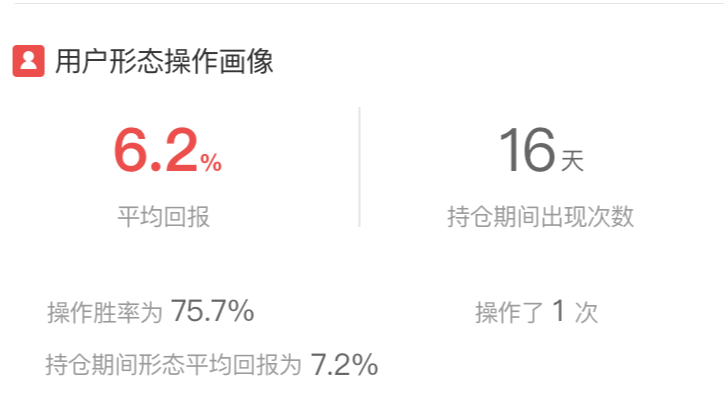 用户形态操作画像
6.2%
16天
平均回报
持仓期间出现次数
操作胜率为 75.7%
操作了 1 次
持仓期间形态平均回报为 7.2%